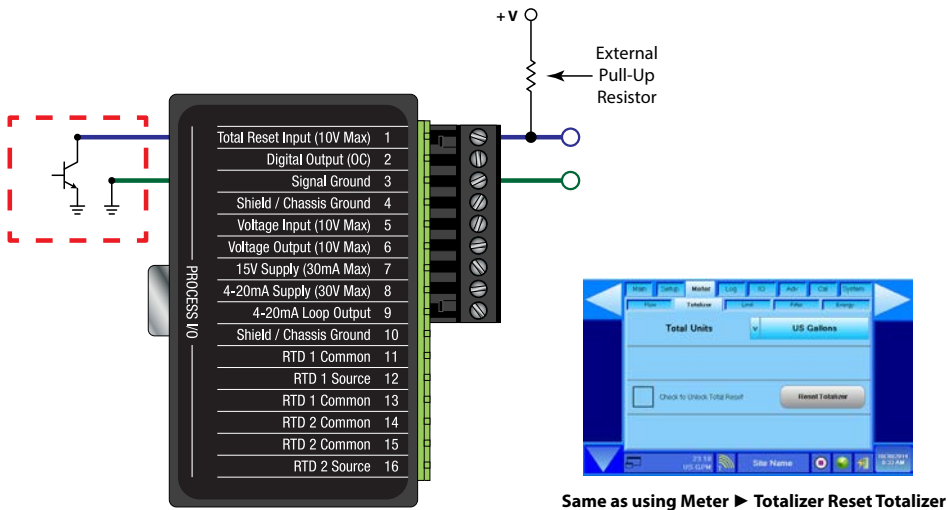 + V
External
Pull-Up
Resistor
Total Reset Input (10V Max) 1
Digital Output (OC) 2
Signal Ground 3
Shield / Chassis Ground 4
Voltage Input (10V Max) 5
Voltage Output (10V Max) 6
15V Supply (30mA Max) 7
4-20mA Supply (30V Max) 8
4-20mA Loop Output 9
Shield / Chassis Ground 10
RTD 1 Common 11
RTD 1 Source 12
RTD 1 Common 13
RTD 2 Common 14
RTD 2 Common 15
RTD 2 Source 16
PROCESS I/O
Main Setup Meter Log IO Adv Cal System
Flow Totalizer Limit Filter Energy
Total Units v US Gallons
Check to Unlock Total Reset Reset Totalizer
US GPM Site Name
Same as using Meter ► Totalizer Reset Totalizer